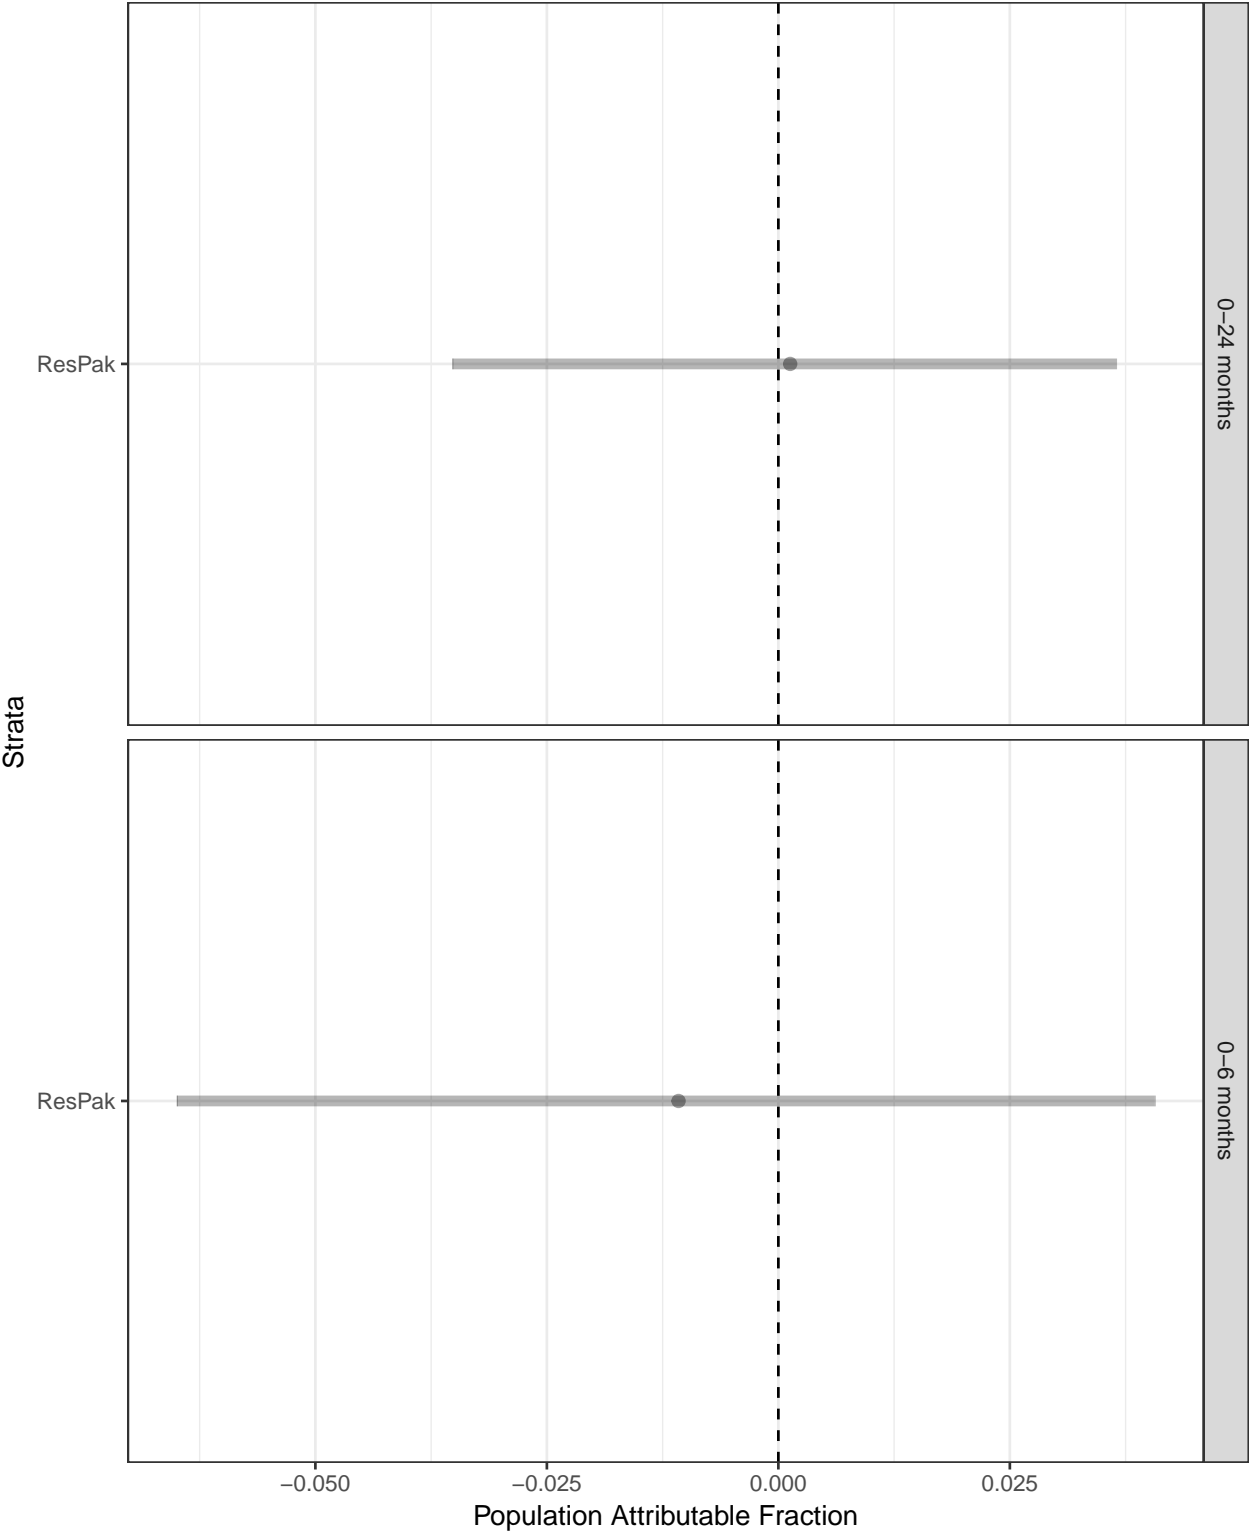 0−24 months
ResPak
Strata
ResPak
0−6 months
−0.050
−0.025
0.000
0.025
Population Attributable Fraction